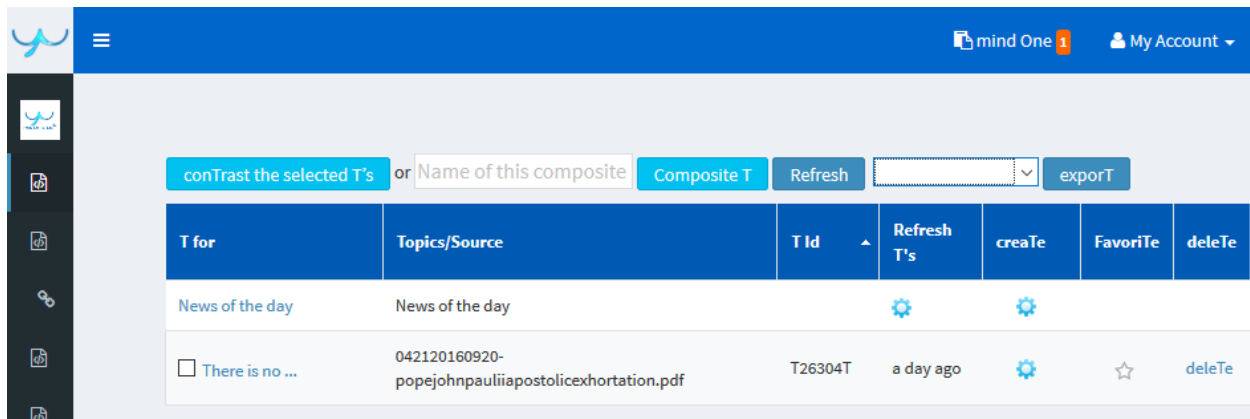 mind One 1 My Account
conTrast the selected T's or Name of this composite Composite T Refresh exporT
T for Topics/Source T Id Refresh T's creaTe FavoriTe deleTe
News of the day News of the day
There is no ... 042120160920-
popejohnpauliiapostolicexhortation.pdf T26304T a day ago deleTe